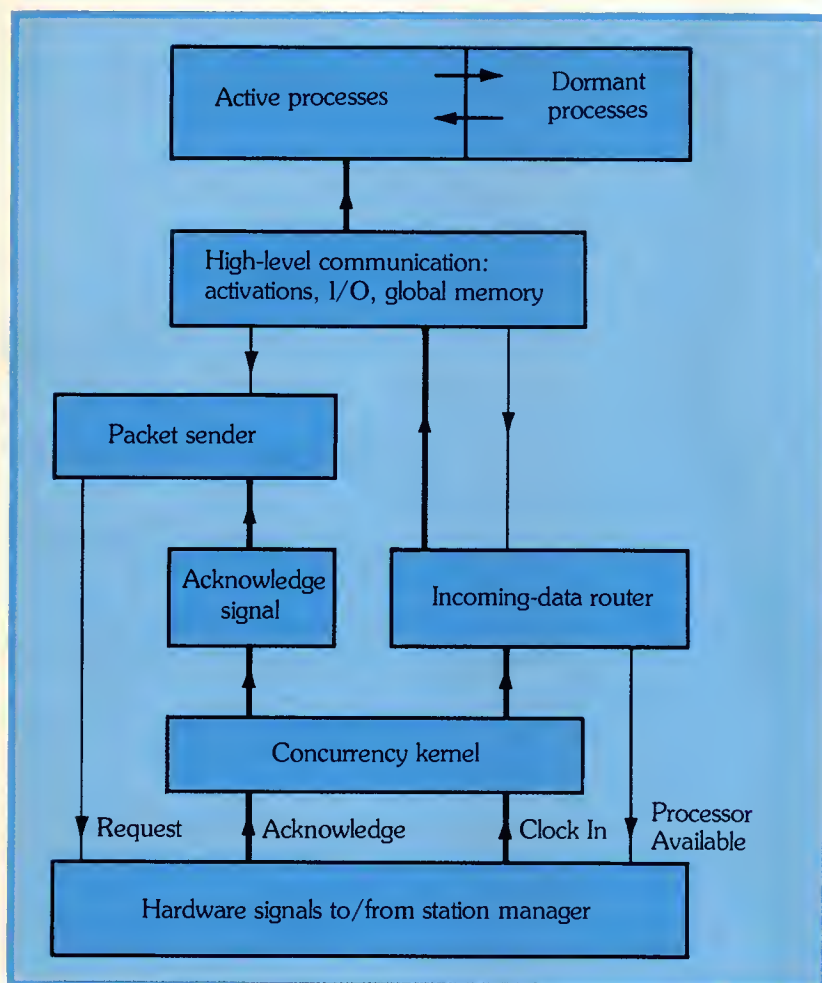 Active processes
Dormant
processes
High-level communication:
activations, I/O, global memory
Packet sender
Acknowledge
signal
Incoming-data router
Concurrency kernel
Request
Acknowledge
Clock In
Processor
Available
Hardware signals to/from station manager